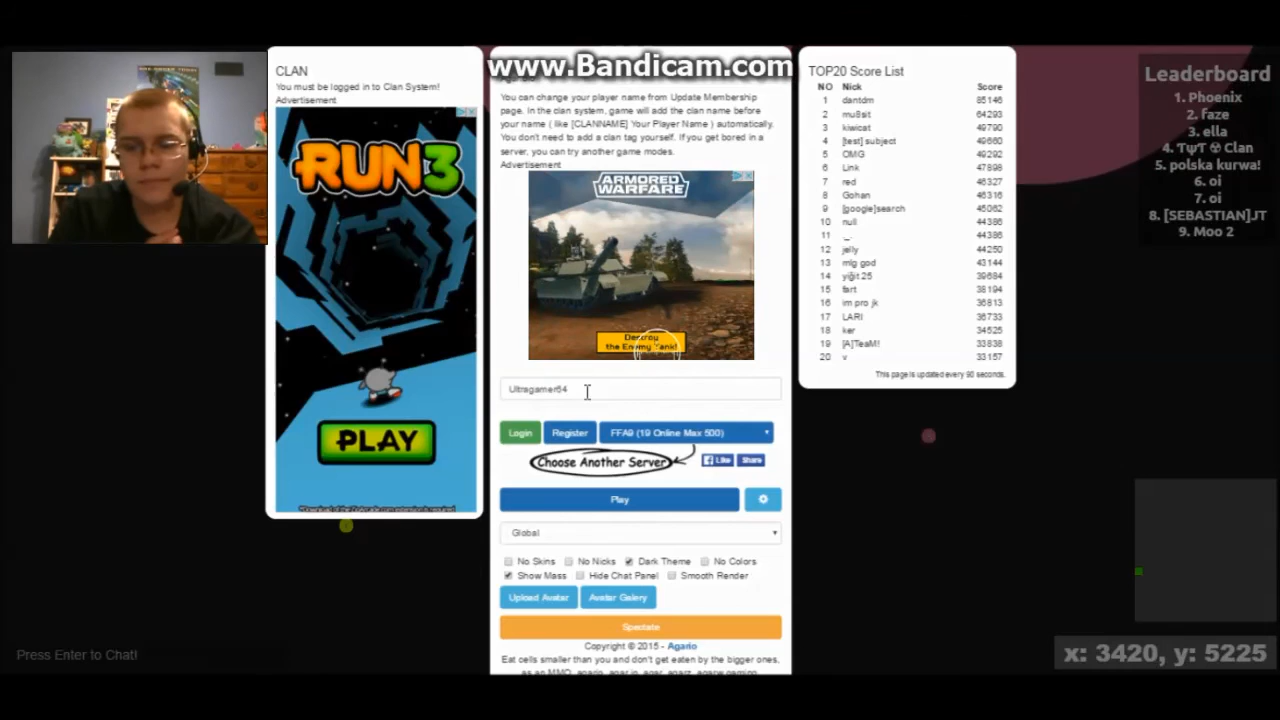 www.Bandicam.com
CLAN
You must be logged in to Clan System!
Advertisement
RUN3
PLAY
You can change your player name from Update Membership
page. In the clan system, game will add the clan name before
your name ( like [CLANNAME] Your Player Name ) automatically.
You don't need to add a clan tag yourself. If you get bored in a
server, you can try another game modes.
Advertisement
ARMORED
WARFARE
Destroy
the Enemy Tank!
Ultragamer64
Login
Register
FFA9 (19 Online Max 500)
Choose Another Server
Like
Share
Play
Global
No Skins
No Nicks
Dark Theme
No Colors
Show Mass
Hide Chat Panel
Smooth Render
Upload Avatar
Avatar Galery
Spectate
Copyright © 2015 - Agario
Eat cells smaller than you and don't get eaten by the bigger ones,
TOP20 Score List
NO Nick Score
1 dantdm 85146
2 mu8sit 64293
3 kiwicat 49790
4 [test] subject 49660
5 OMG 49292
6 Link 47898
7 red 46327
8 Gohan 46316
9 [google]search 45062
10 null 44386
11 ._. 44386
12 jelly 44250
13 mlg god 43144
14 yiğit 25 39684
15 fart 38194
16 im pro jk 36813
17 LARI 36733
18 ker 34525
19 [A]TeaM! 33838
20 v 33157
This page is updated every 90 seconds.
Leaderboard
1. Phoenix
2. faze
3. ella
4. ƬψƬ ☢ Clan
5. polska kurwa!
6. oi
7. oi
8. [SEBASTIAN]JT
9. Moo 2
Press Enter to Chat!
x: 3420, y: 5225